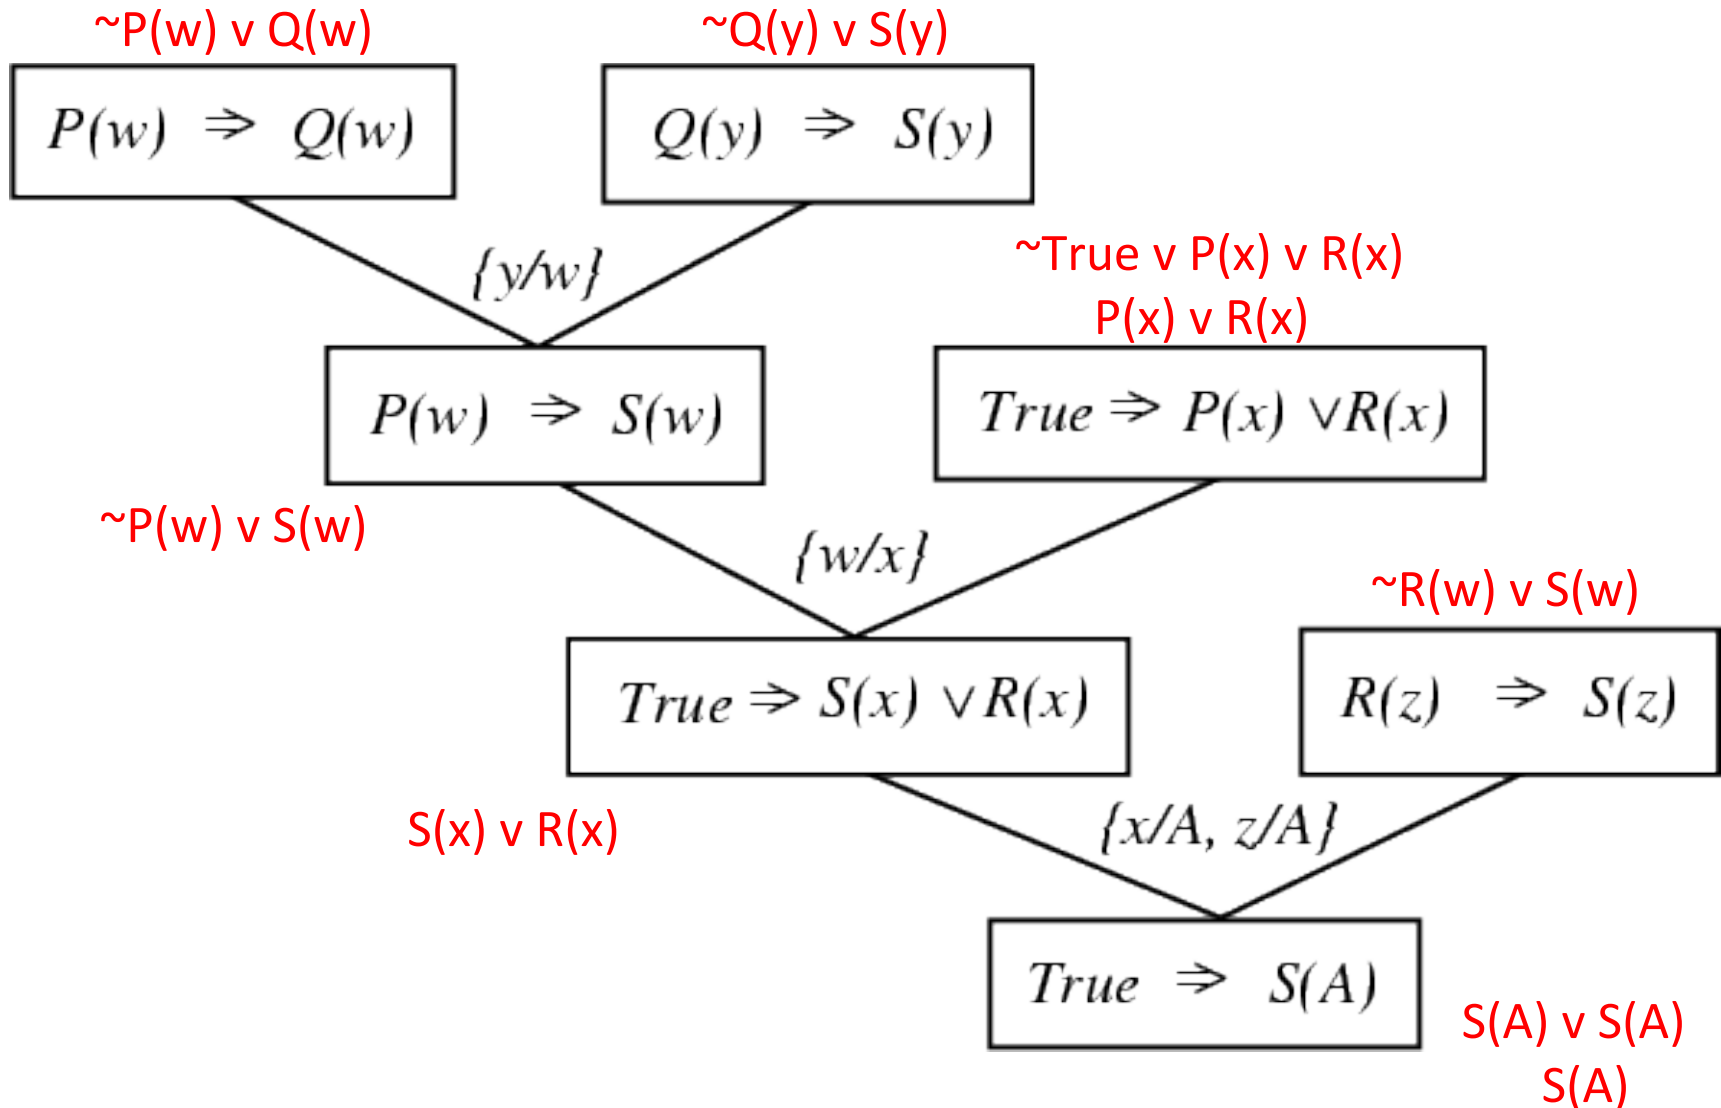 ~P(w) v Q(w)
~Q(y) v S(y)
P(w) ⇒ Q(w)
Q(y) ⇒ S(y)
{y/w}
~True v P(x) v R(x)
P(x) v R(x)
P(w) ⇒ S(w)
True ⇒ P(x) ∨R(x)
~P(w) v S(w)
{w/x}
~R(w) v S(w)
True ⇒ S(x) ∨R(x)
R(z) ⇒ S(z)
S(x) v R(x)
{x/A, z/A}
True ⇒ S(A)
S(A) v S(A)
S(A)